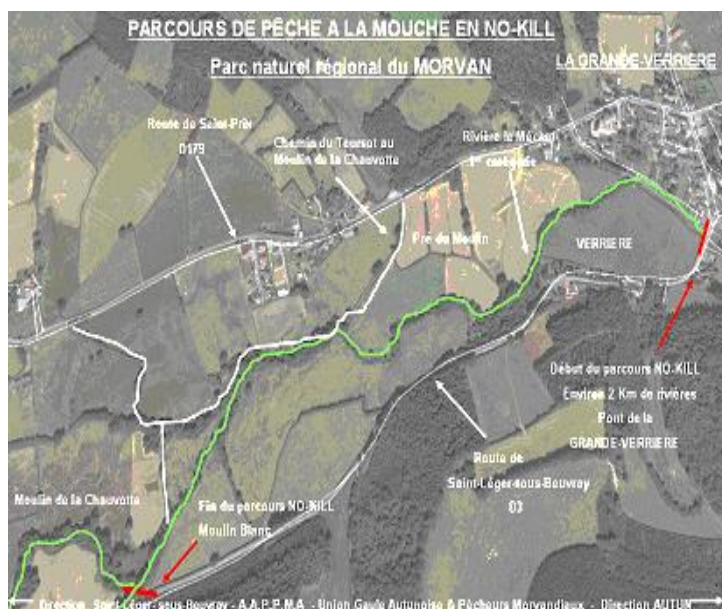 PARCOURS DE PÊCHE A LA MOUCHE EN NO-KILL
Parc naturel régional du MORVAN
LA GRANDE-VERRIÈRE
Route de Saint-Prix
D179
Chemin du Tournot au
Moulin de la Chauvotte
Rivière le Méchet
1ère catégorie
Pré du Moulin
VERRIERE
Début du parcours NO-KILL
Environ 2 Km de rivières
Pont de la
GRANDE-VERRIERE
Route de
Saint-Léger-sous-Beuvray
D3
Moulin de la Chauvotte
Fin du parcours NO-KILL
Moulin Blanc
Direction Saint-Léger-sous-Beuvray - A.A.P.P.M.A - Union Gaule Autunoise & Pêcheurs Morvandiaux - Direction AUTUN